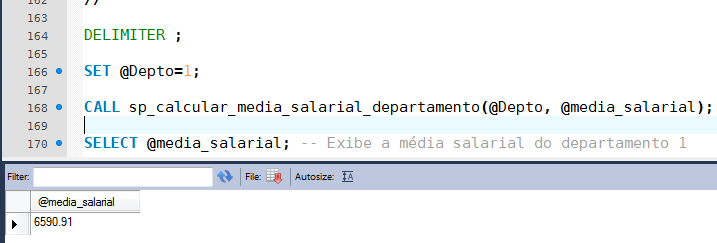 162 //
163
164 DELIMITER ;
165
166 SET @Depto=1;
167
168 CALL sp_calcular_media_salarial_departamento(@Depto, @media_salarial);
169
170 SELECT @media_salarial; -- Exibe a média salarial do departamento 1
Filter: File: Autosize: A
@media_salarial
6590.91